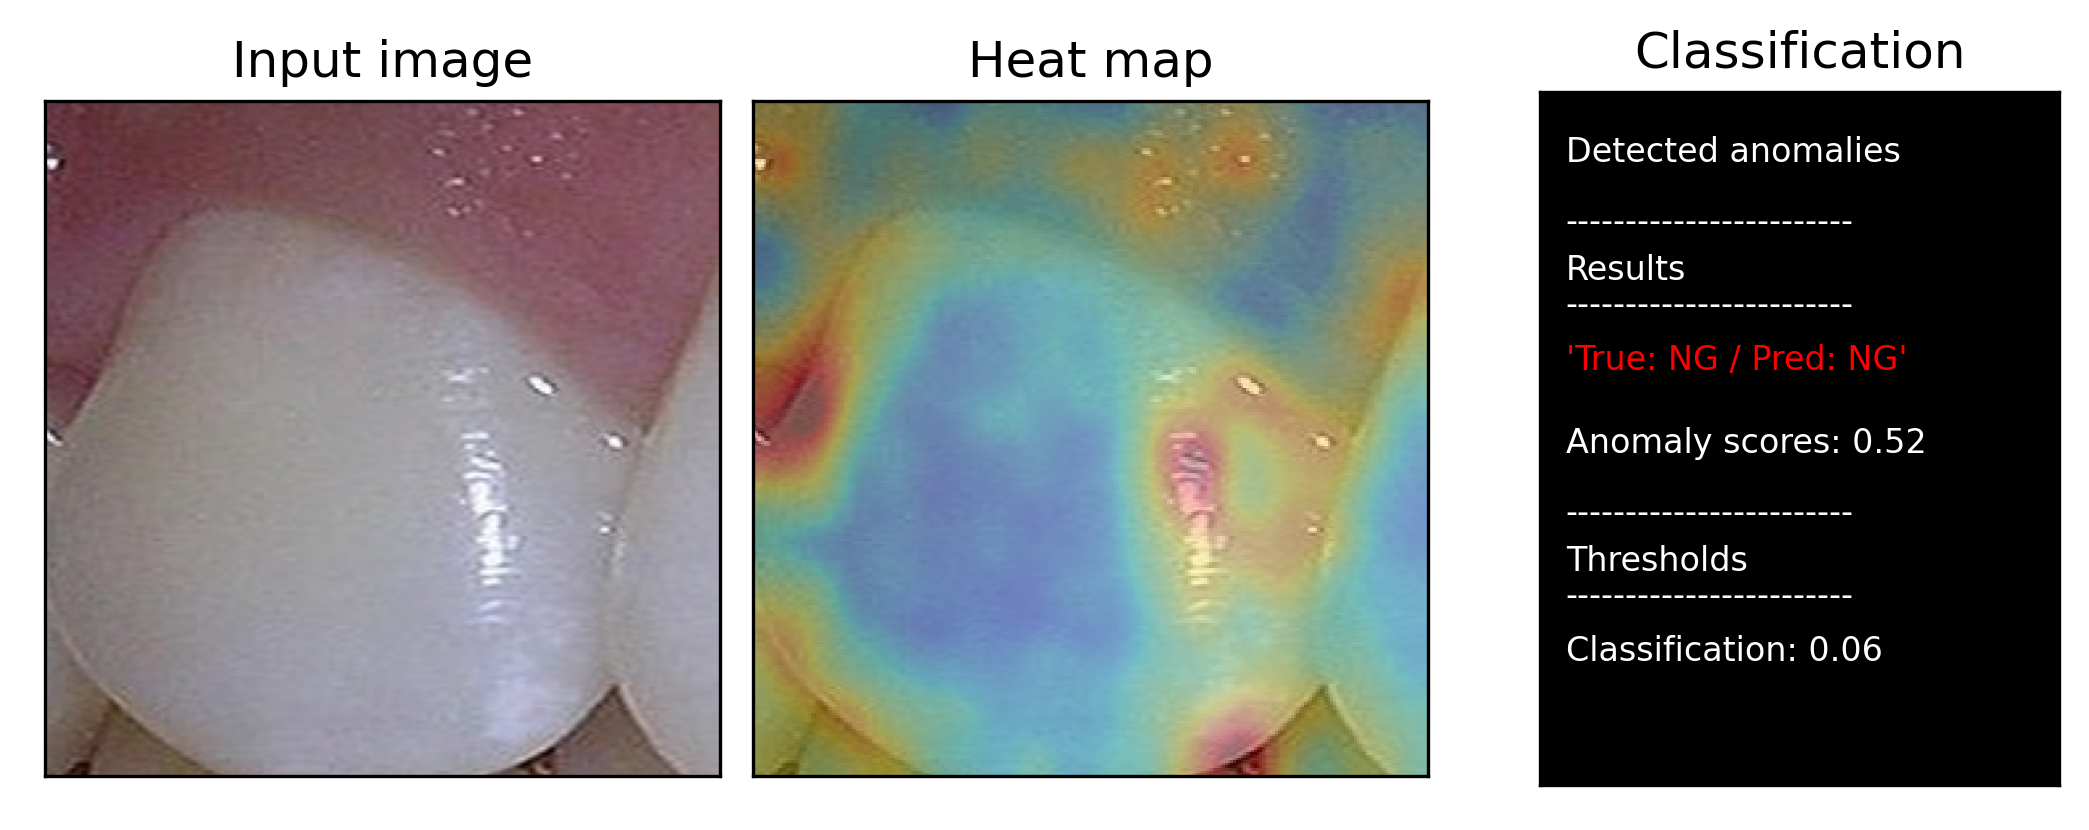 Input image
Heat map
Classification
Detected anomalies
------------------------
Results
------------------------
'True: NG / Pred: NG'
Anomaly scores: 0.52
------------------------
Thresholds
------------------------
Classification: 0.06